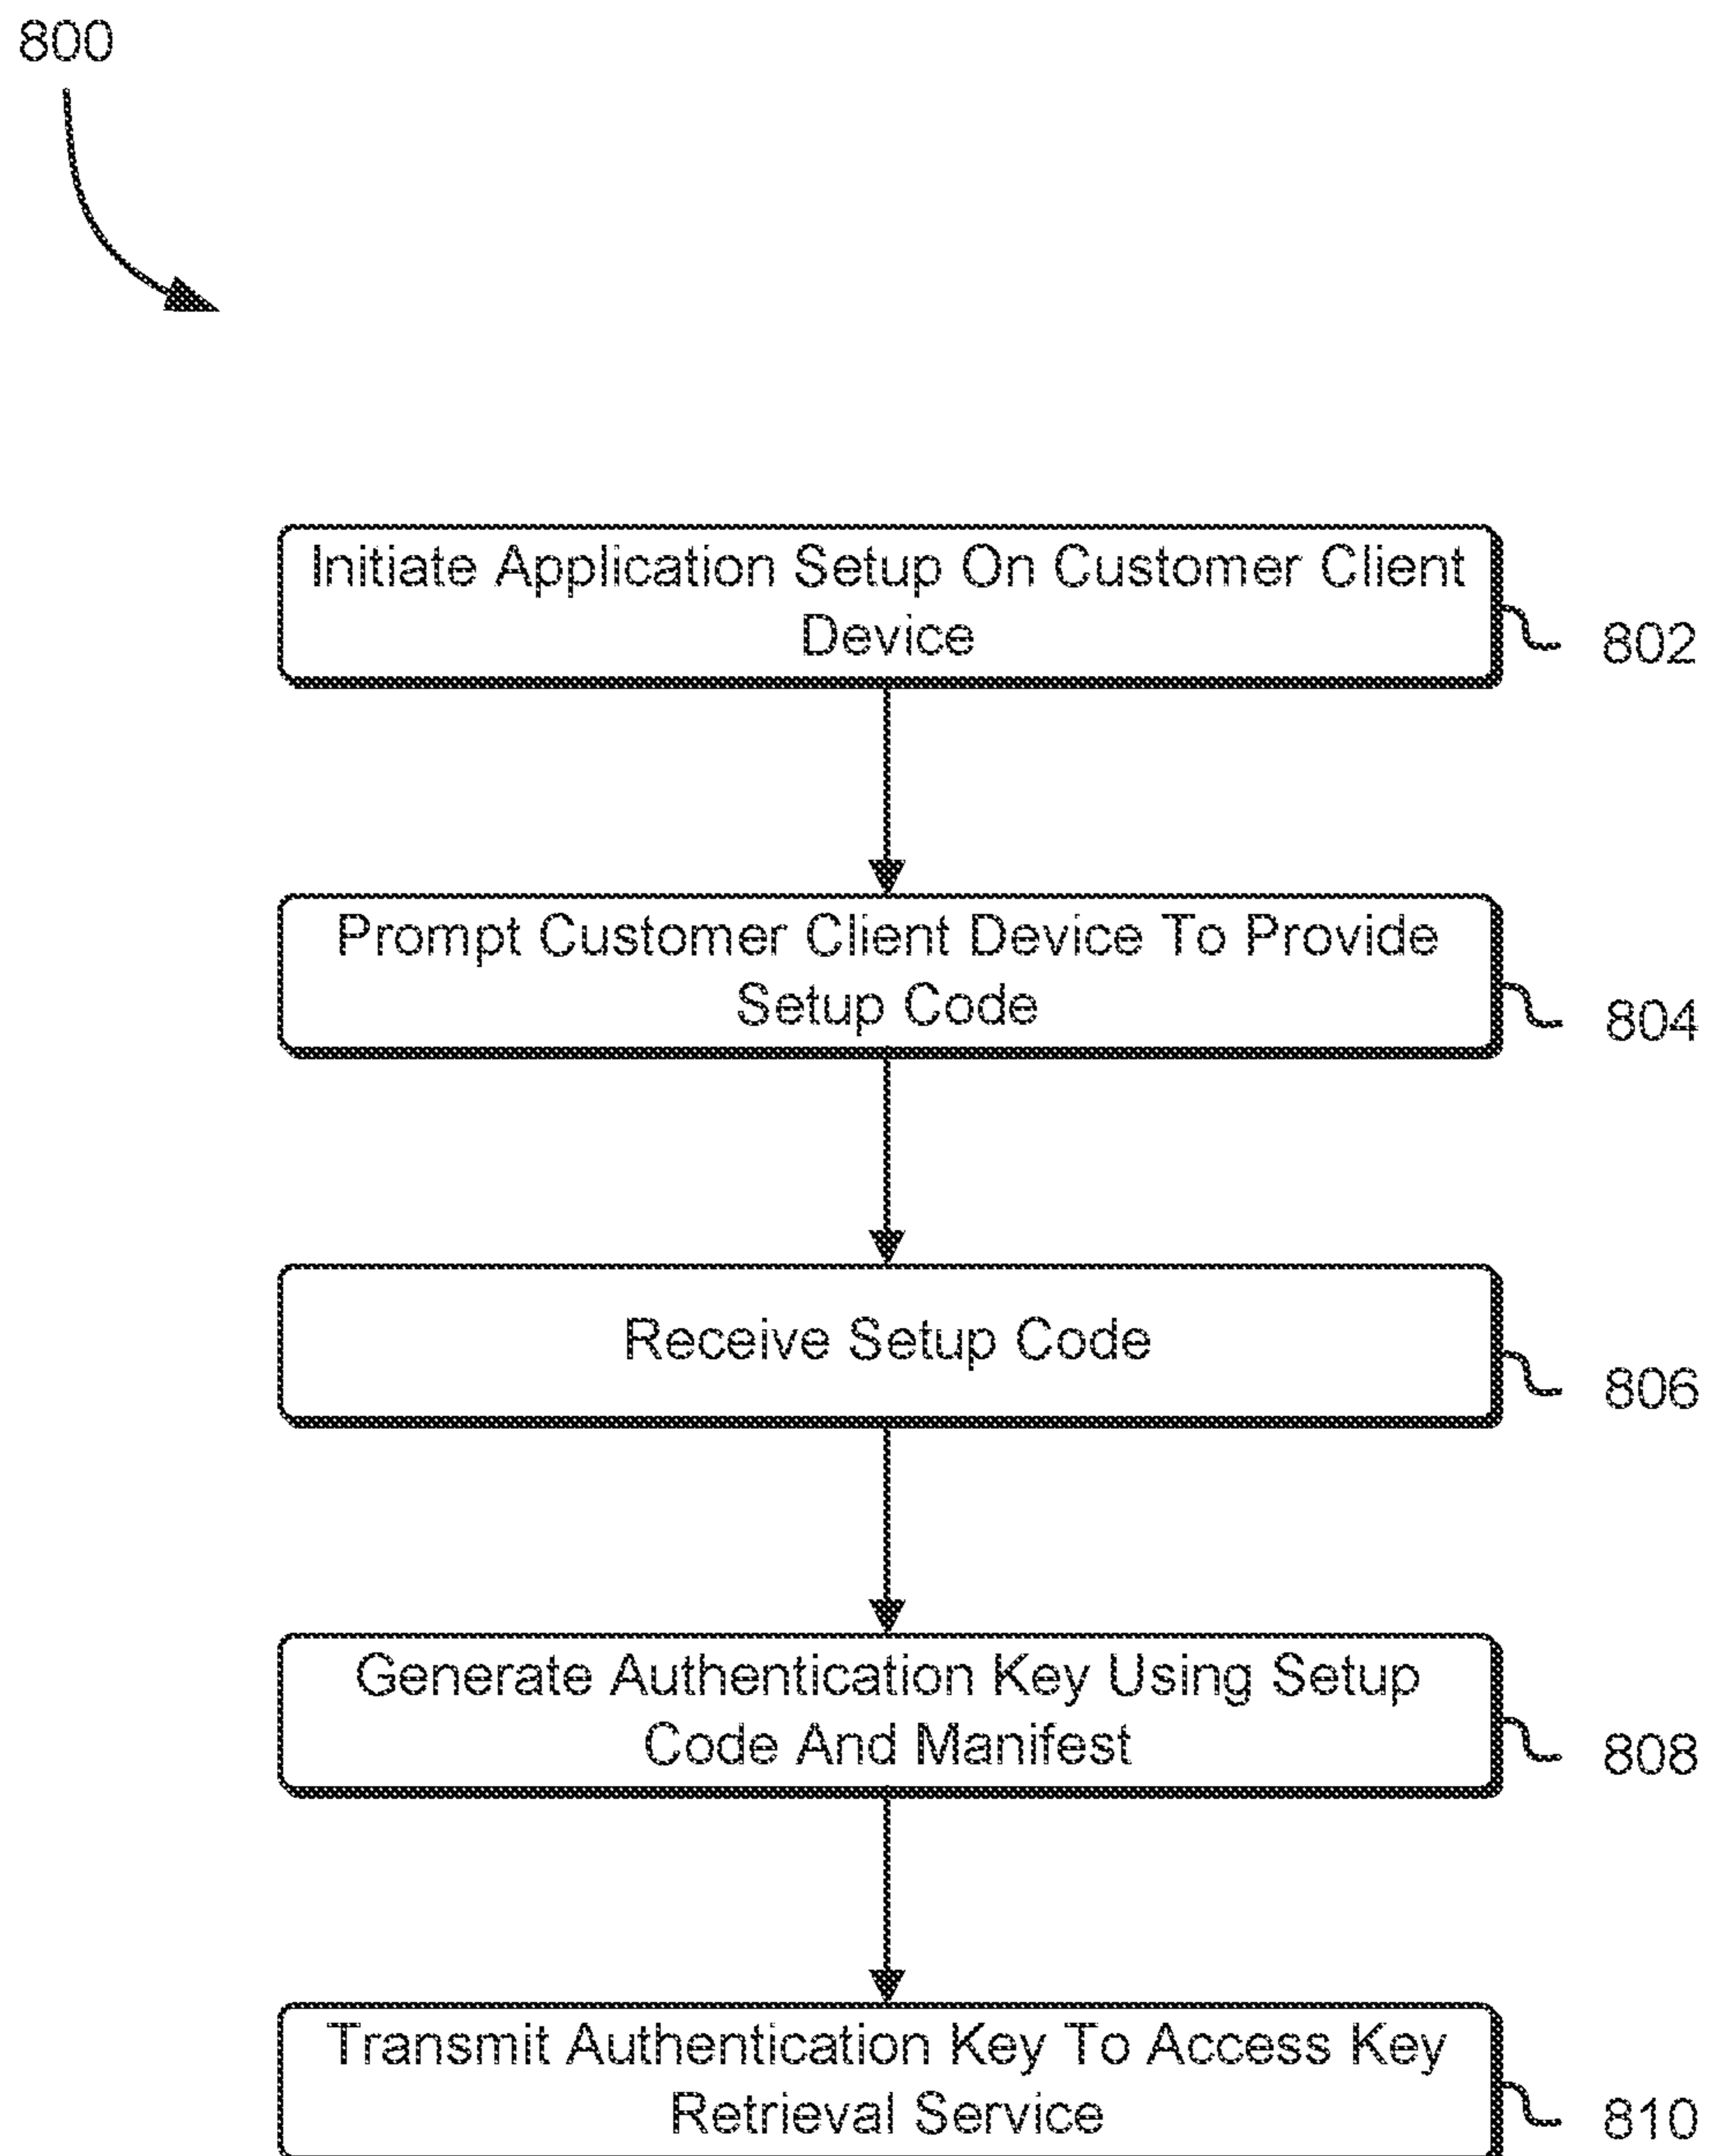 800
Initiate Application Setup On Customer Client
Device
802
Prompt Customer Client Device To Provide
Setup Code
804
Receive Setup Code
806
Generate Authentication Key Using Setup
Code And Manifest
808
Transmit Authentication Key To Access Key
Retrieval Service
810